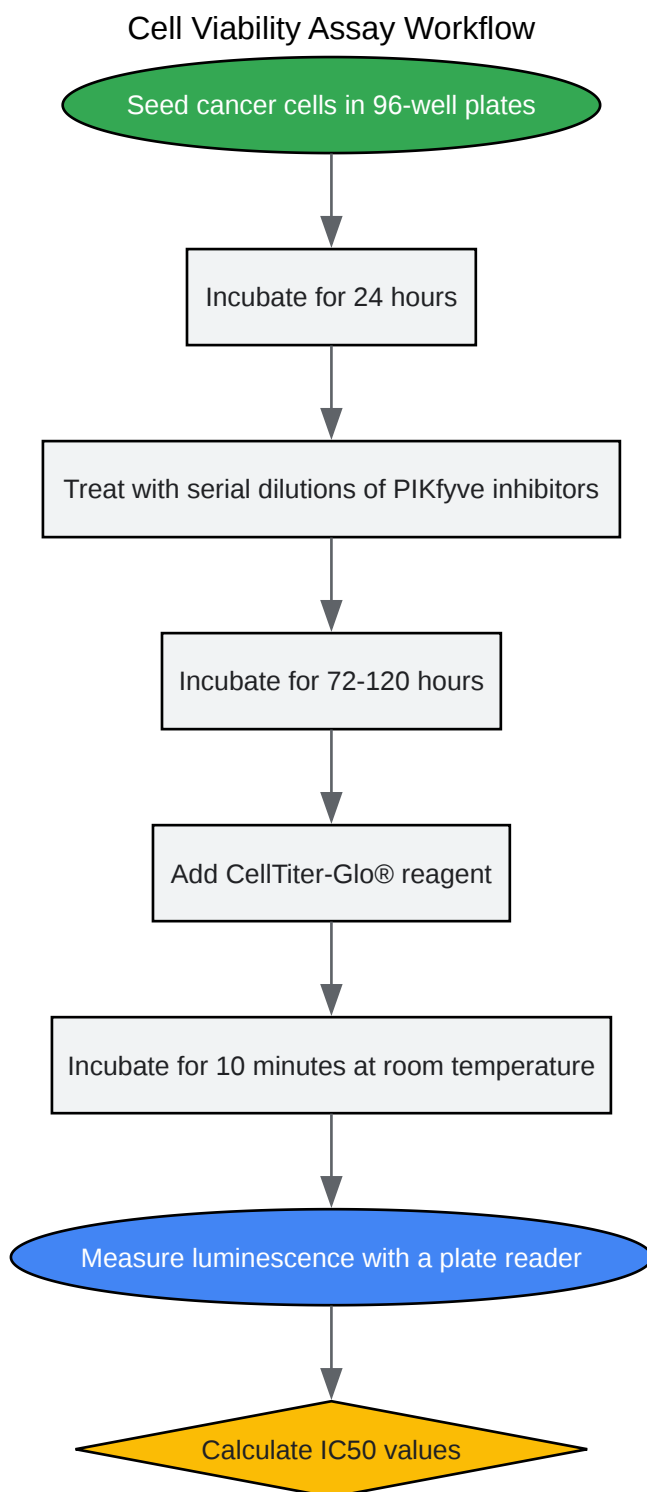 Cell Viability Assay Workflow
Seed cancer cells in 96-well plates
Incubate for 24 hours
Treat with serial dilutions of PIKfyve inhibitors
Incubate for 72-120 hours
Add CellTiter-Glo® reagent
Incubate for 10 minutes at room temperature
Measure luminescence with a plate reader
Calculate IC50 values